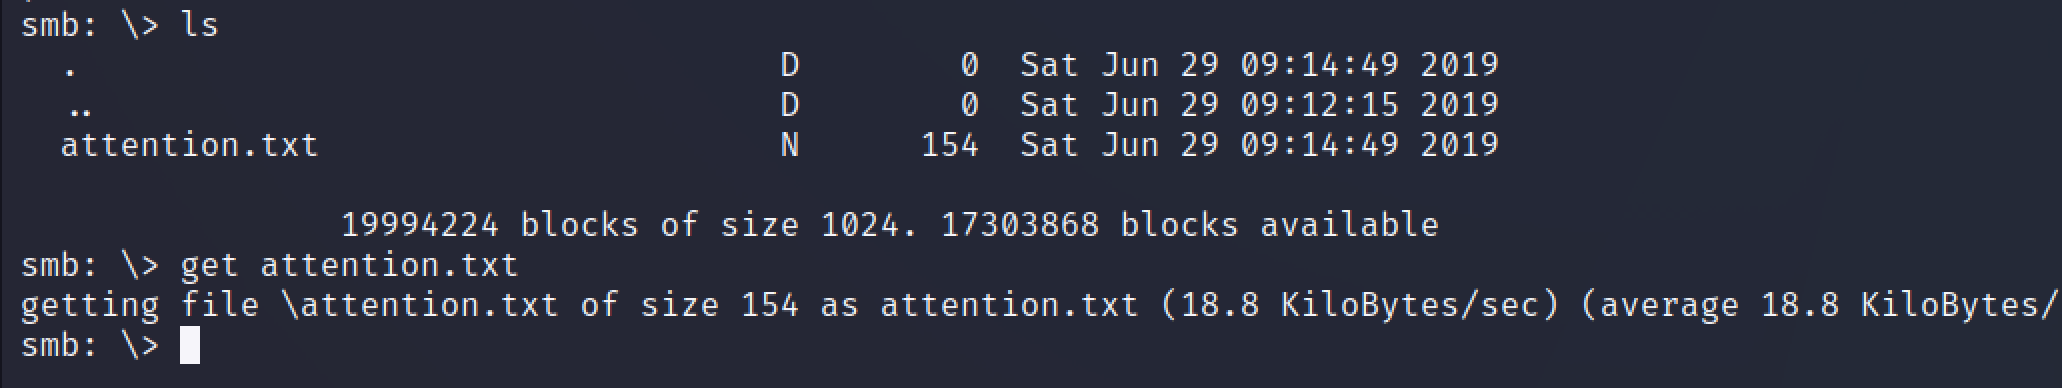 smb: \> ls
  .                                   D        0  Sat Jun 29 09:14:49 2019
  ..                                  D        0  Sat Jun 29 09:12:15 2019
  attention.txt                       N      154  Sat Jun 29 09:14:49 2019
                19994224 blocks of size 1024. 17303868 blocks available
smb: \> get attention.txt
getting file \attention.txt of size 154 as attention.txt (18.8 KiloBytes/sec) (average 18.8 KiloBytes/
smb: \>